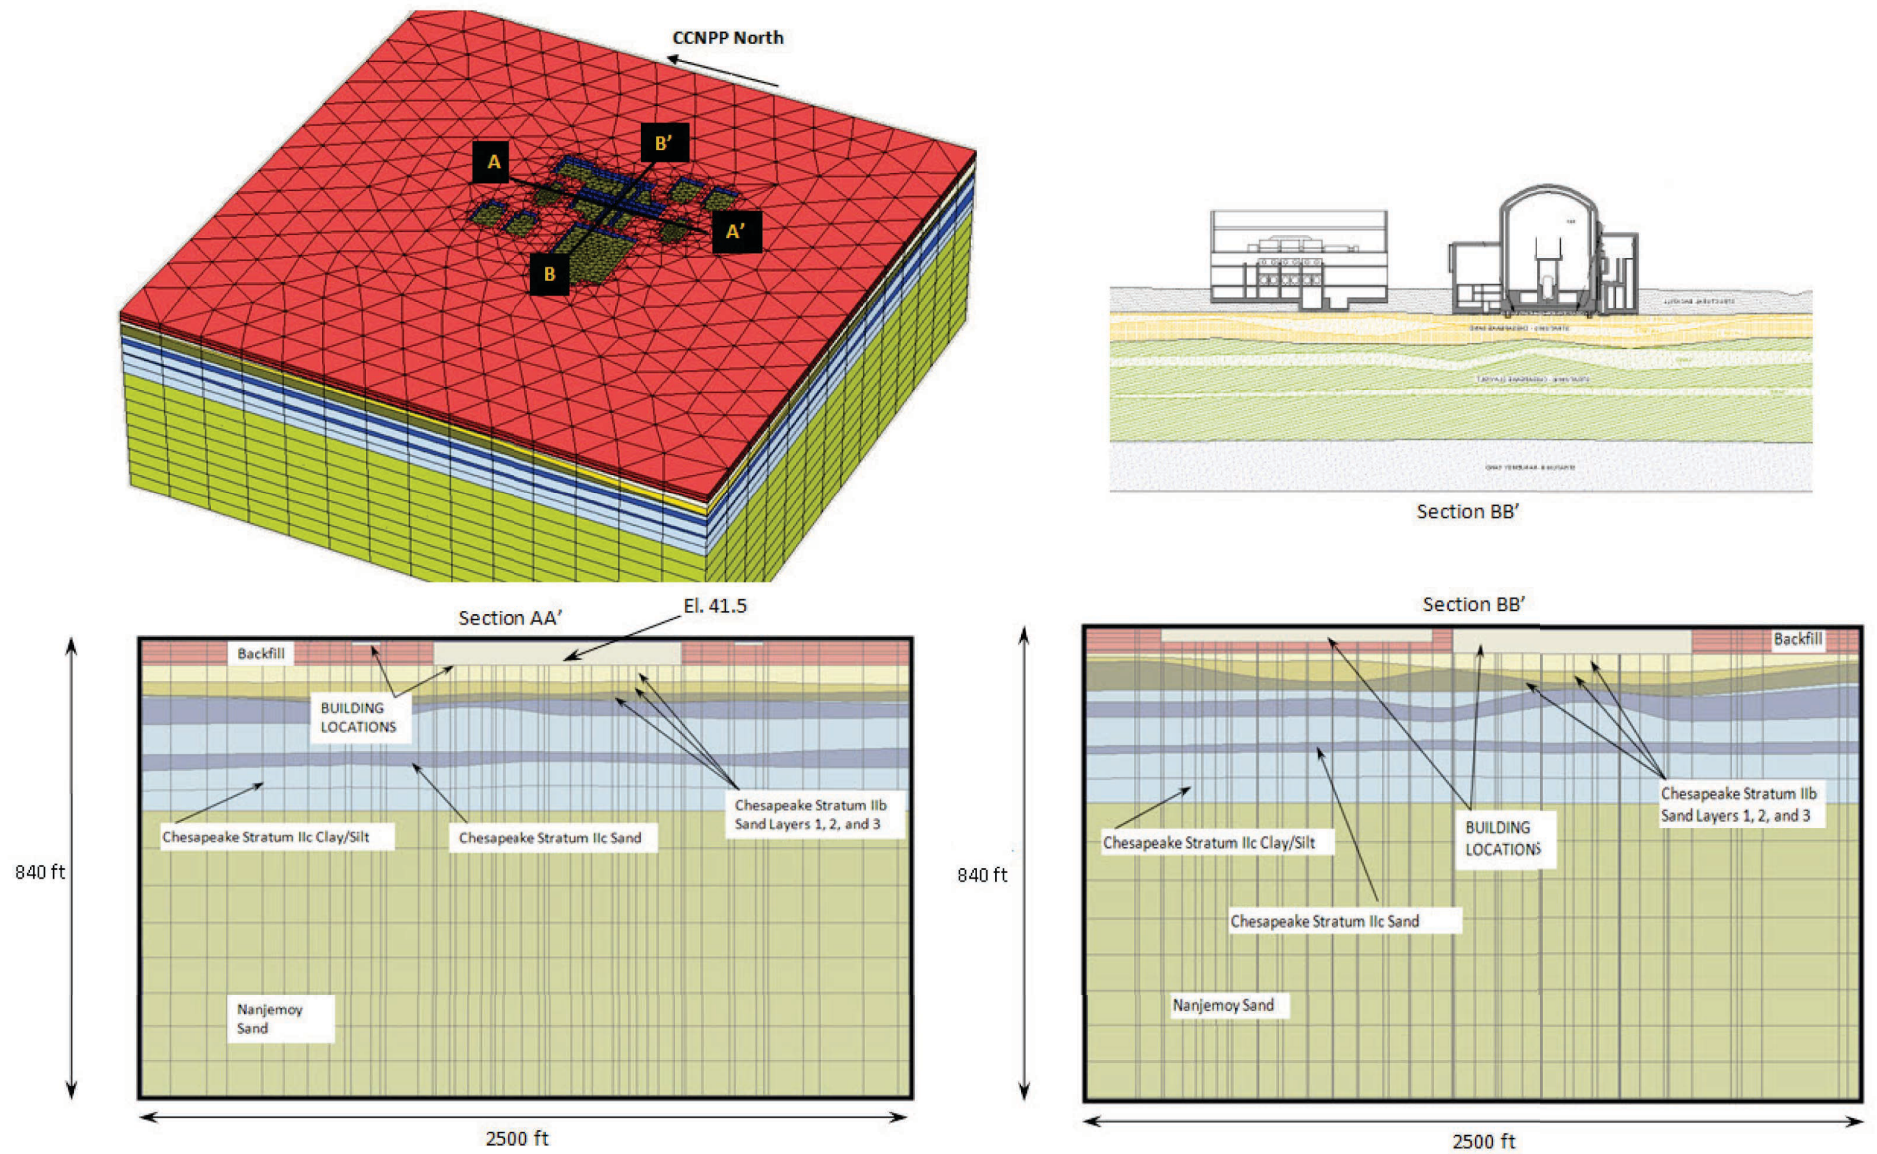 CCNPP North
A
B’
A’
B
Section BB’
Section AA’
El. 41.5
Backfill
BUILDING
LOCATIONS
Chesapeake Stratum IIb
Sand Layers 1, 2, and 3
Chesapeake Stratum IIc Clay/Silt
Chesapeake Stratum IIc Sand
840 ft
Nanjemoy
Sand
2500 ft
Section BB’
Backfill
Chesapeake Stratum IIb
Sand Layers 1, 2, and 3
BUILDING
LOCATIONS
Chesapeake Stratum IIc Clay/Silt
840 ft
Chesapeake Stratum IIc Sand
Nanjemoy Sand
2500 ft